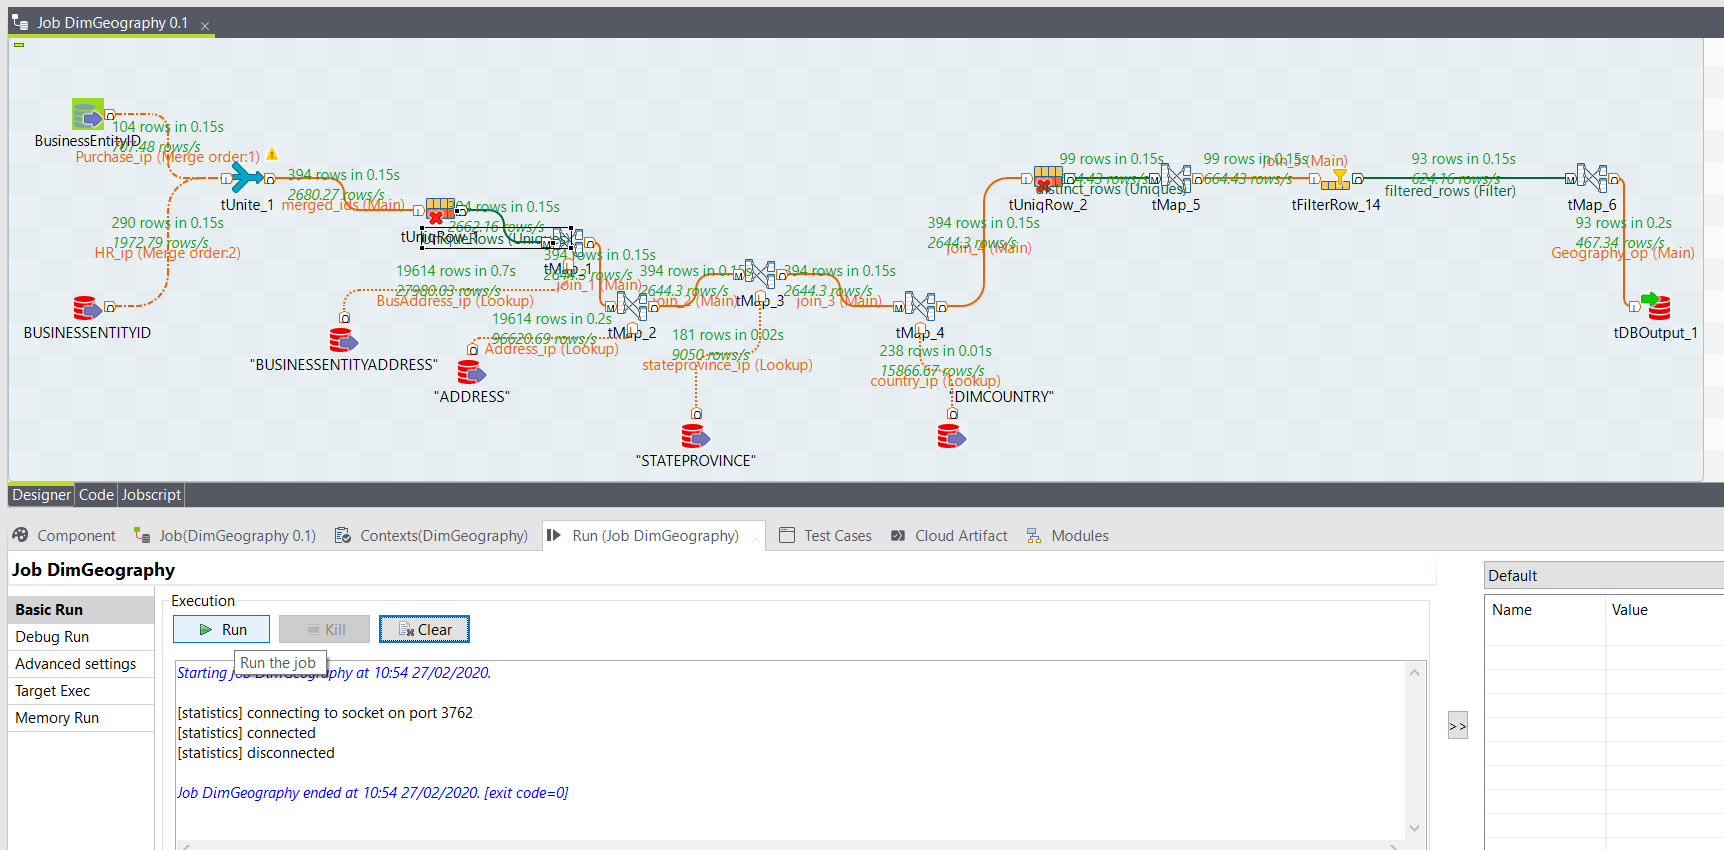 Job DimGeography 0.1
BusinessEntityID
104 rows in 0.15s
707.48 rows/s
Purchase_ip (Merge order:1)
tUnite_1
394 rows in 0.15s
2680.27 rows/s
merged_ids (Main)
290 rows in 0.15s
1972.79 rows/s
HR_ip (Merge order:2)
BUSINESSENTITYID
tUniqRow_1
394 rows in 0.15s
2662.16 rows/s
tMap_1
394 rows in 0.15s
2644.3 rows/s
join_1 (Main)
19614 rows in 0.7s
27980.03 rows/s
BusAddress_ip (Lookup)
"BUSINESSENTITYADDRESS"
tMap_2
19614 rows in 0.2s
96620.69 rows/s
Address_ip (Lookup)
"ADDRESS"
394 rows in 0.15s
2644.3 rows/s
join_2 (Main)
tMap_3
181 rows in 0.02s
9050 rows/s
stateprovince_ip (Lookup)
"STATEPROVINCE"
394 rows in 0.15s
2644.3 rows/s
join_3 (Main)
tMap_4
238 rows in 0.01s
15866.67 rows/s
country_ip (Lookup)
"DIMCOUNTRY"
394 rows in 0.15s
2644.3 rows/s
join_4 (Main)
tUniqRow_2
99 rows in 0.15s
distinct_rows (Uniques)
tMap_5
99 rows in 0.15s
664.43 rows/s
join_5 (Main)
tFilterRow_14
93 rows in 0.15s
624.16 rows/s
filtered_rows (Filter)
tMap_6
93 rows in 0.2s
467.34 rows/s
Geography_op (Main)
tDBOutput_1
Designer Code Jobscript
Component Job(DimGeography 0.1) Contexts(DimGeography) Run (Job DimGeography) Test Cases Cloud Artifact Modules
Job DimGeography
Default
Basic Run
Debug Run
Advanced settings
Target Exec
Memory Run
Execution
Run Kill Clear
Run the job
Name Value
Starting job DimGeography at 10:54 27/02/2020.
[statistics] connecting to socket on port 3762
[statistics] connected
[statistics] disconnected
Job DimGeography ended at 10:54 27/02/2020. [exit code=0]
>>